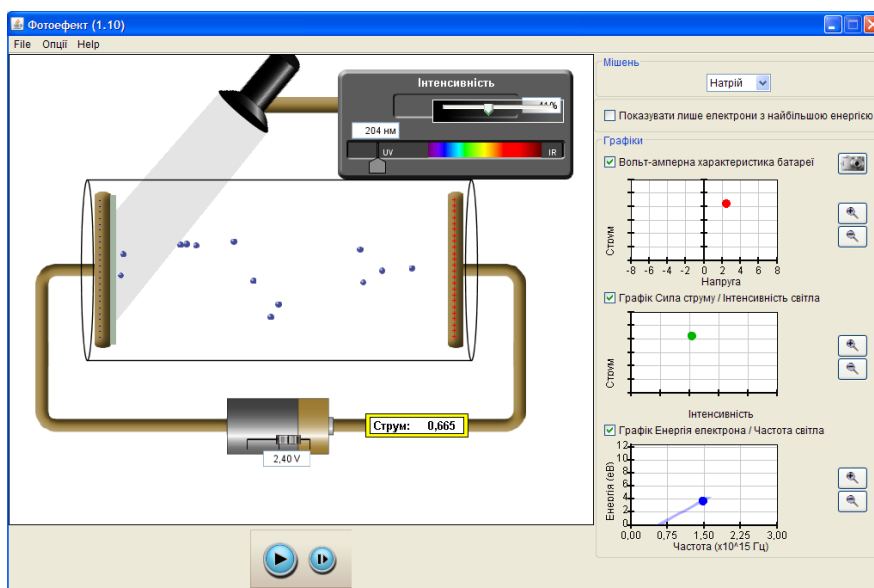 Фотоефект (1.10)
File Опції Help
Інтенсивність
204 нм
UV
IR
Струм: 0,665
2,40 V
Мішень
Натрій
Показувати лише електрони з найбільшою енергією
Графіки
Вольт-амперна характеристика батареї
Струм
-8 -6 -4 -2 0 2 4 6 8
Напруга
Графік Сила струму / Інтенсивність світла
Струм
Інтенсивність
Графік Енергія електрона / Частота світла
Енергія (еВ)
12
10
8
6
4
2
0
0,00 0,75 1,50 2,25 3,00
Частота (x10^15 Гц)